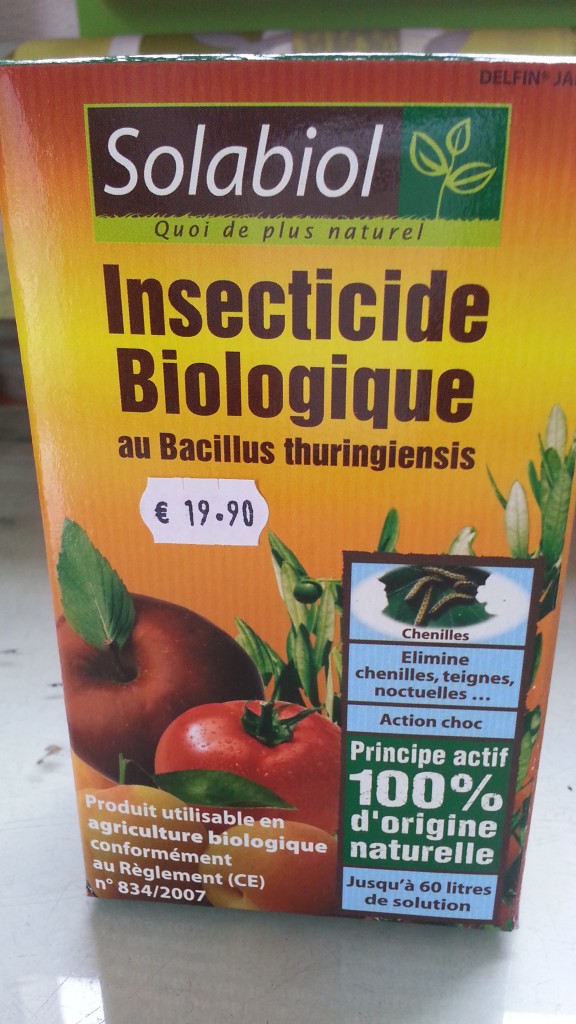 DELFIN®
Solabiol
Quoi de plus naturel
Insecticide
Biologique
au Bacillus thuringiensis
€ 19.90
Chenilles
Elimine
chenilles, teignes,
noctuelles ...
Action choc
Principe actif
100%
d'origine
naturelle
Jusqu'à 60 litres
de solution
Produit utilisable en
agriculture biologique
conformément
au Règlement (CE)
n° 834/2007